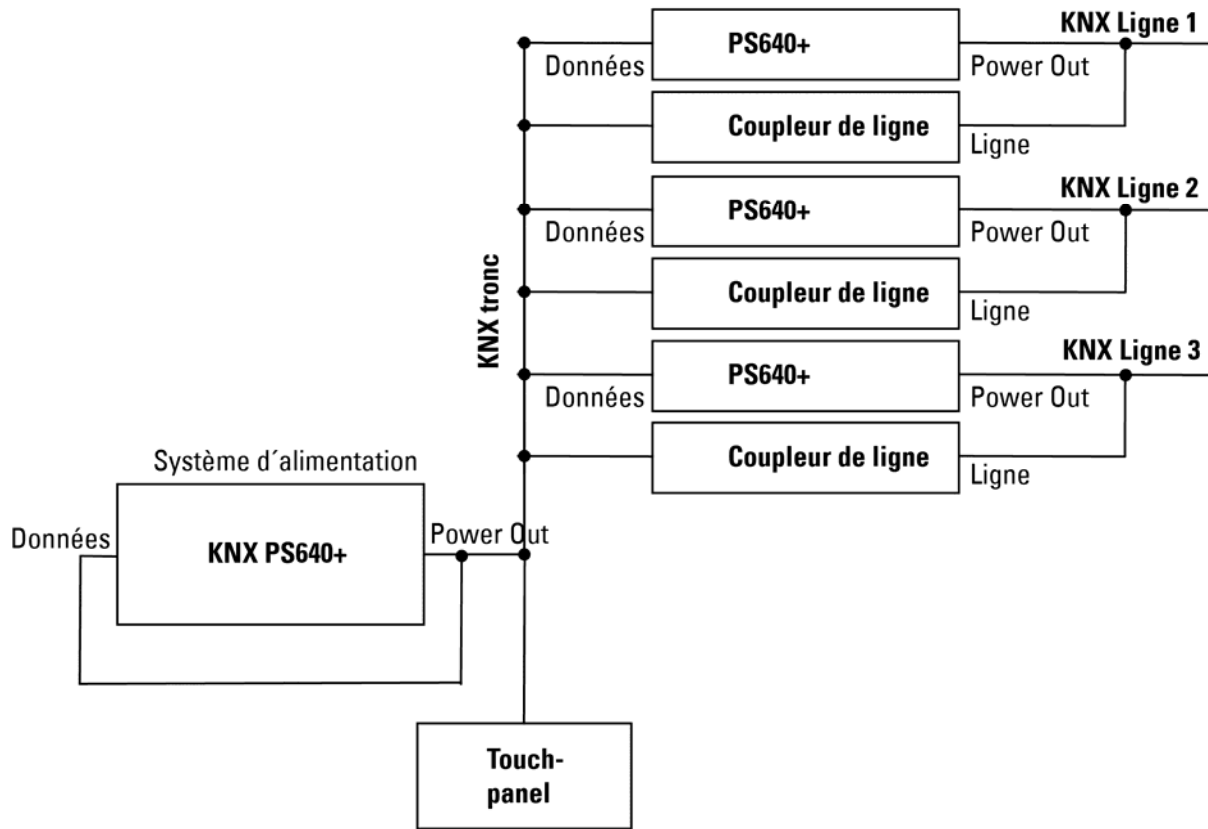 KNX Ligne 1
PS640+
Données
Power Out
Coupleur de ligne
Ligne
KNX Ligne 2
PS640+
Données
Power Out
Coupleur de ligne
Ligne
KNX tronc
KNX Ligne 3
PS640+
Données
Power Out
Coupleur de ligne
Ligne
Système d´alimentation
Données
Power Out
KNX PS640+
Touch-
panel